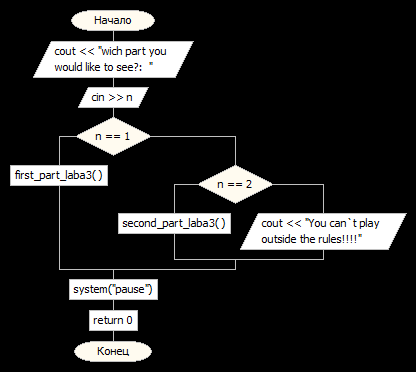 Начало
cout << "wich part you
would like to see?:  "
cin >> n
n == 1
first_part_laba3( )
n == 2
second_part_laba3( )
cout << "You can`t play
outside the rules!!!!"
system("pause")
return 0
Конец